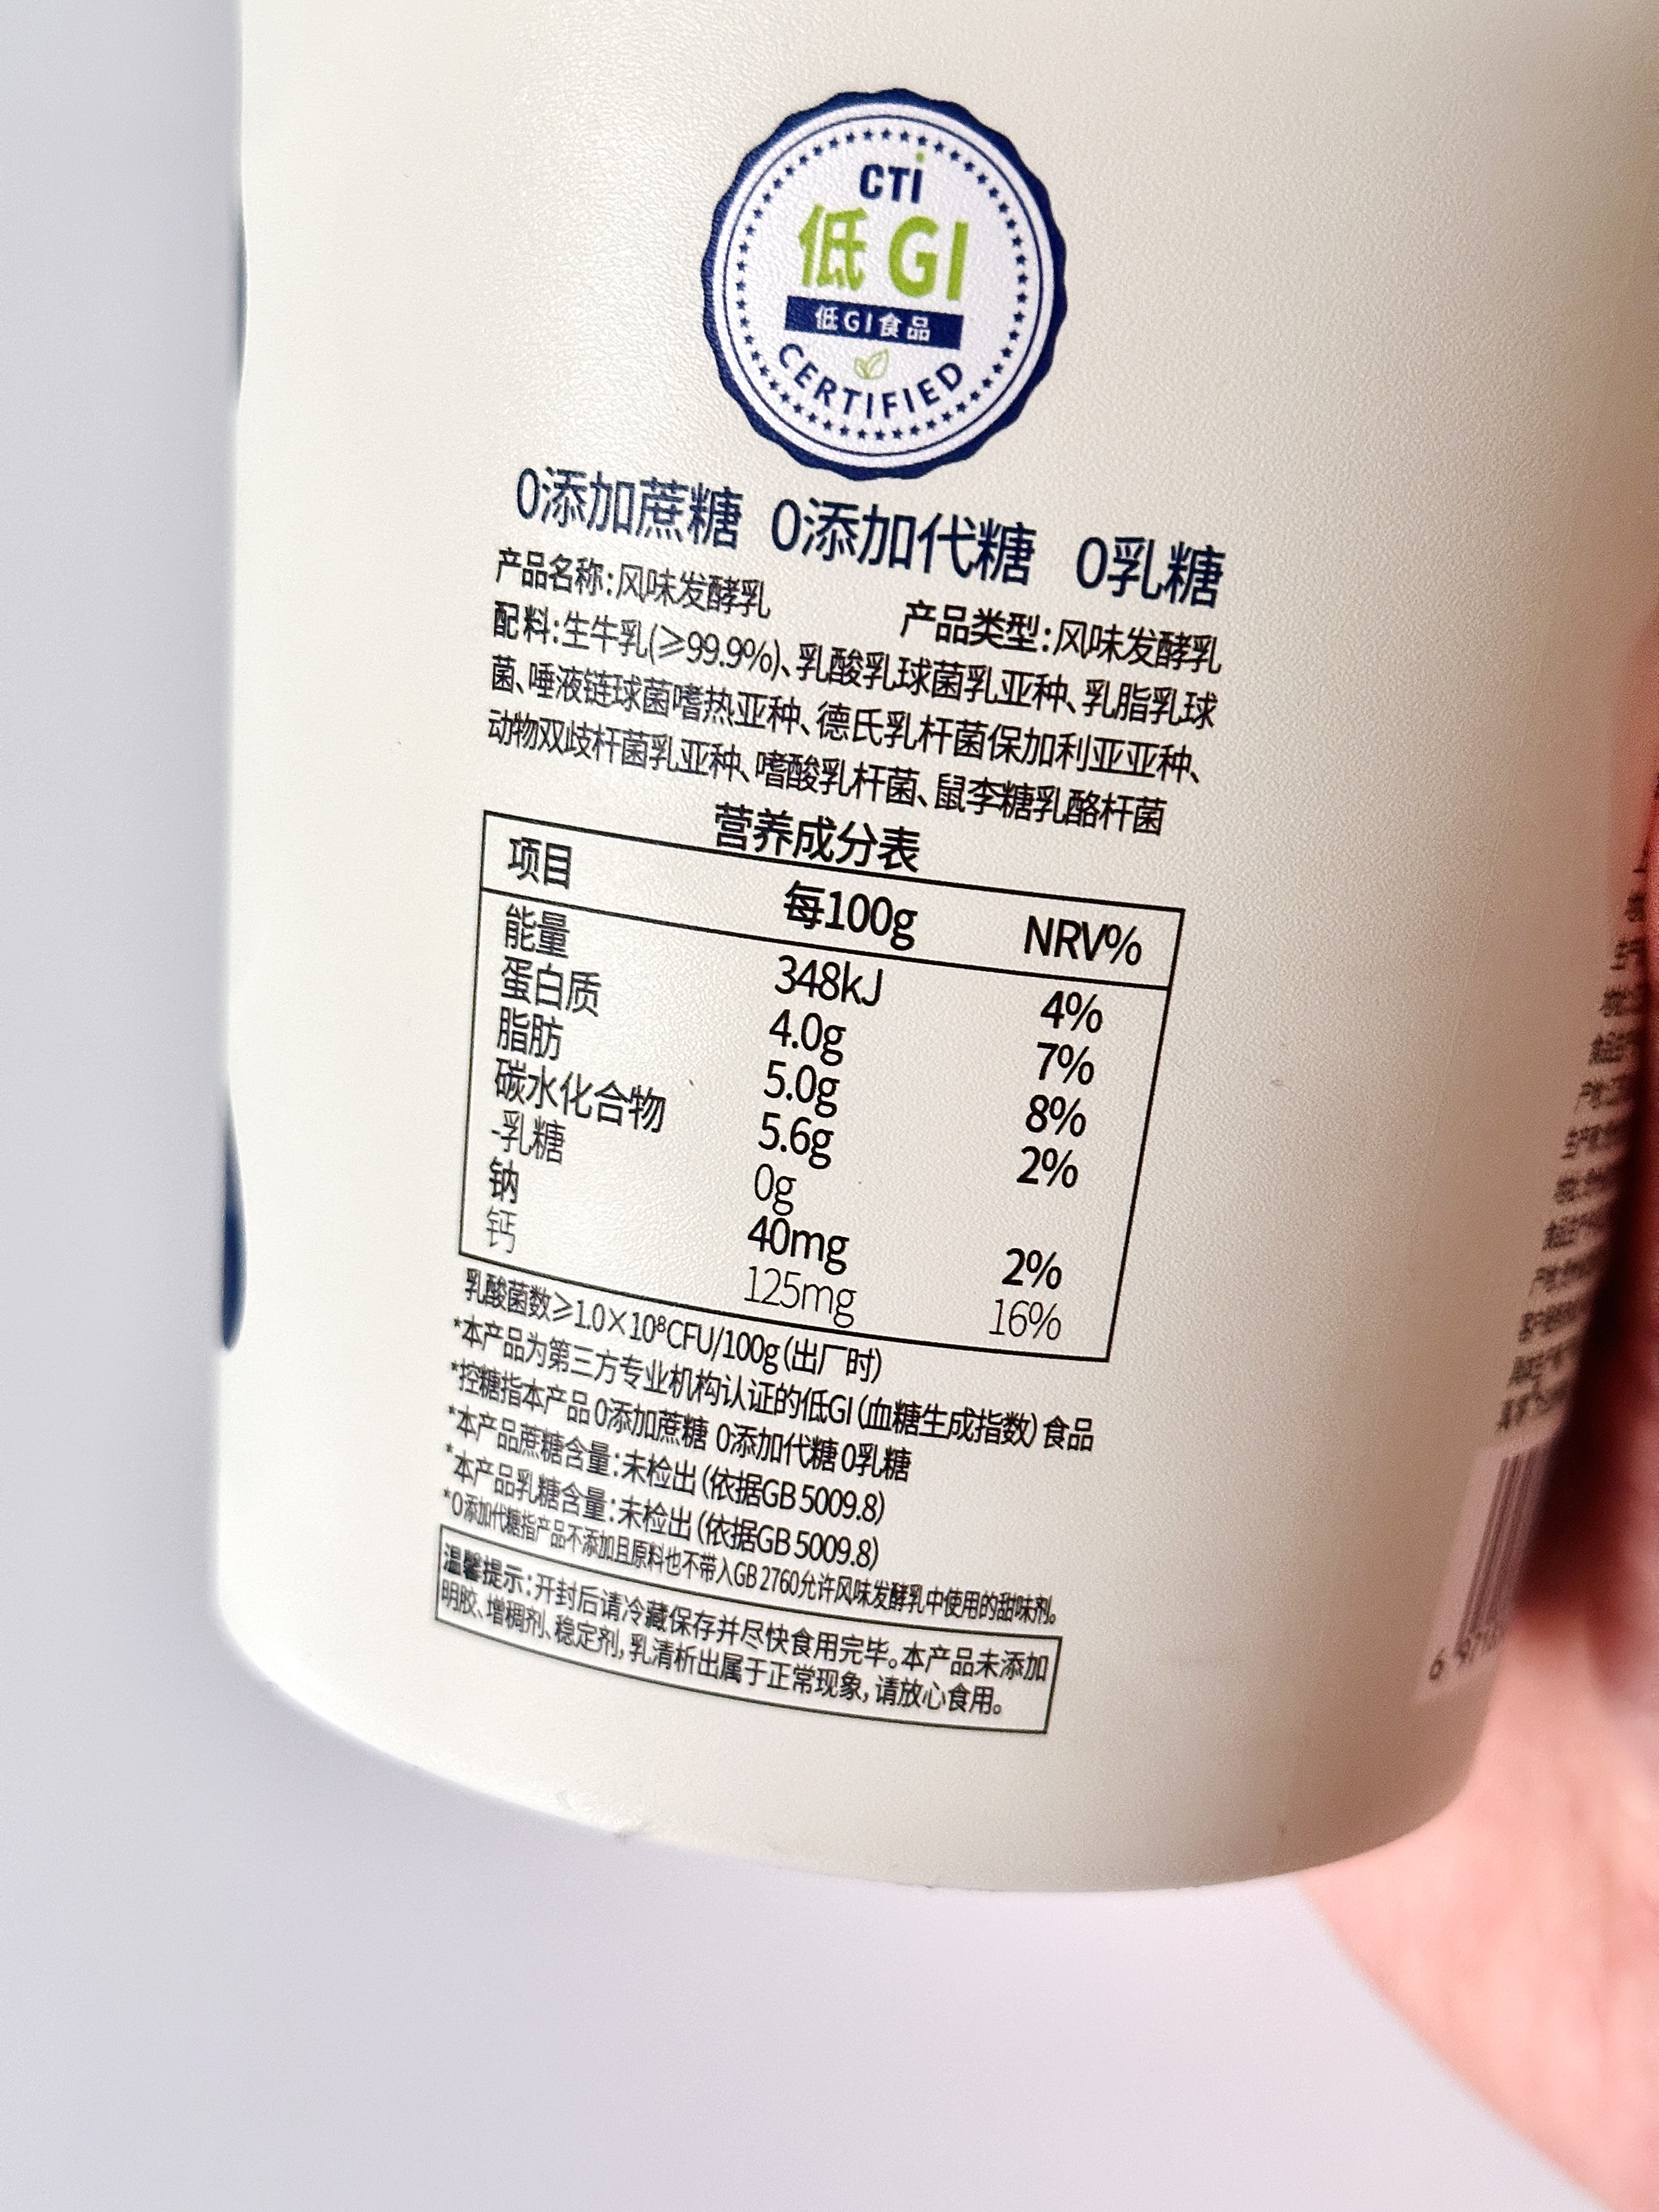 CTi
低GI
低GI食品
CERTIFIED
0添加蔗糖 0添加代糖 0乳糖
产品名称:风味发酵乳 产品类型:风味发酵乳
配料:生牛乳(≥99.9%)、乳酸乳球菌乳亚种、乳脂乳球
菌、唾液链球菌嗜热亚种、德氏乳杆菌保加利亚亚种、
动物双歧杆菌乳亚种、嗜酸乳杆菌、鼠李糖乳酪杆菌
营养成分表
项目 每100g NRV%
能量 348kJ 4%
蛋白质 4.0g 7%
脂肪 5.0g 8%
碳水化合物 5.6g 2%
-乳糖 0g
钠 40mg 2%
钙 125mg 16%
乳酸菌数≥1.0×10⁸CFU/100g(出厂时)
*本产品为第三方专业机构认证的低GI(血糖生成指数)食品
*控糖指本产品0添加蔗糖 0添加代糖 0乳糖
*本产品蔗糖含量:未检出(依据GB 5009.8)
*本产品乳糖含量:未检出(依据GB 5009.8)
*0添加代糖指产品不添加且原料也不带入GB 2760允许风味发酵乳中使用的甜味剂。
温馨提示:开封后请冷藏保存并尽快食用完毕。本产品未添加
明胶、增稠剂、稳定剂,乳清析出属于正常现象,请放心食用。